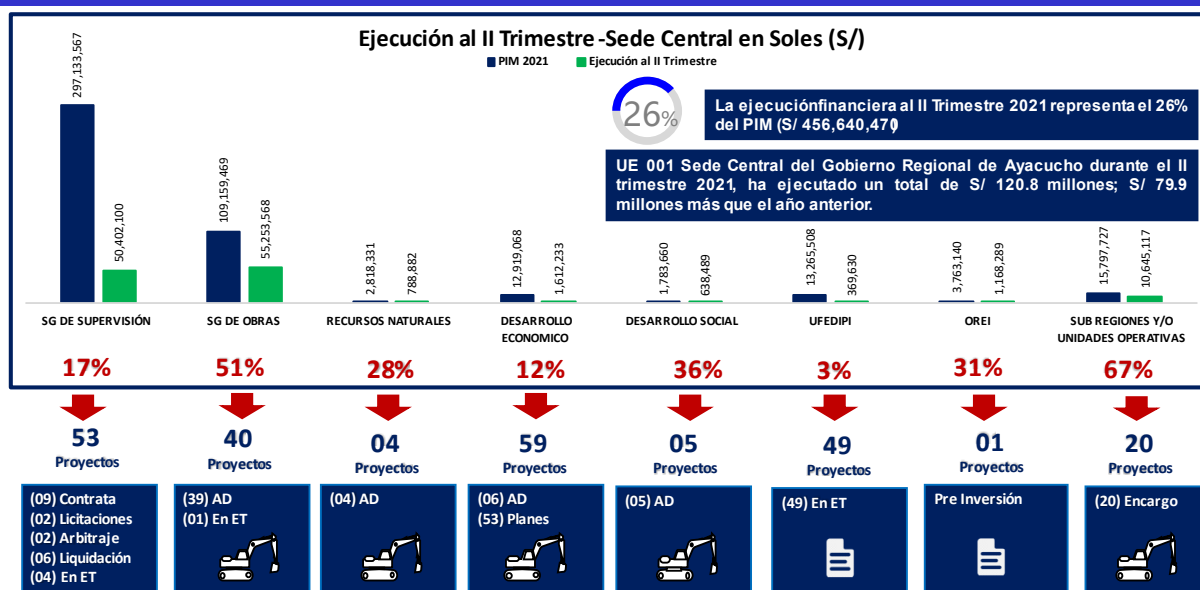 Ejecución al II Trimestre -Sede Central en Soles (S/)
PIM 2021
Ejecución al II Trimestre
26%
La ejecuciónfinanciera al II Trimestre 2021 representa el 26%
del PIM (S/ 456,640,470)
UE 001 Sede Central del Gobierno Regional de Ayacucho durante el II
trimestre 2021, ha ejecutado un total de S/ 120.8 millones; S/ 79.9
millones más que el año anterior.
297,133,567
50,402,100
109,159,469
55,253,568
2,818,331
788,882
12,919,068
1,612,233
1,783,660
638,489
13,265,508
369,630
3,763,140
1,168,289
15,797,727
10,645,117
SG DE SUPERVISIÓN
SG DE OBRAS
RECURSOS NATURALES
DESARROLLO
ECONOMICO
DESARROLLO SOCIAL
UFEDIPI
OREI
SUB REGIONES Y/O
UNIDADES OPERATIVAS
17%
51%
28%
12%
36%
3%
31%
67%
53
Proyectos
40
Proyectos
04
Proyectos
59
Proyectos
05
Proyectos
49
Proyectos
01
Proyectos
20
Proyectos
(09) Contrata
(02) Licitaciones
(02) Arbitraje
(06) Liquidación
(04) En ET
(39) AD
(01) En ET
(04) AD
(06) AD
(53) Planes
(05) AD
(49) En ET
Pre Inversión
(20) Encargo